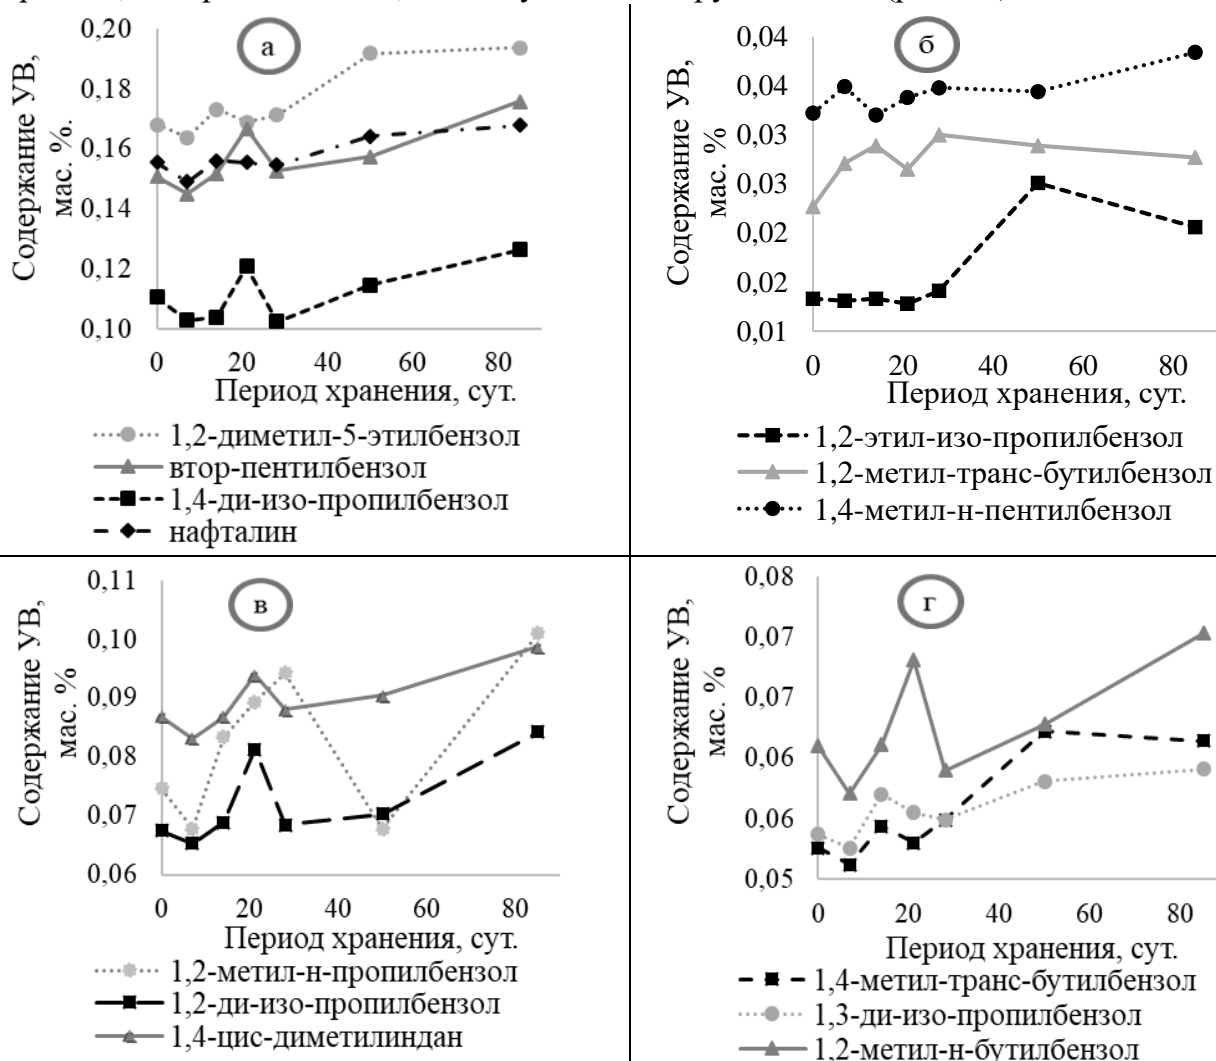 0,20
0,18
0,16
0,14
0,12
0,10
Содержание УВ,
мас. %.
а
0 20 40 60 80
Период хранения, сут.
1,2-диметил-5-этилбензол
втор-пентилбензол
1,4-ди-изо-пропилбензол
нафталин
0,04
0,04
0,03
0,03
0,02
0,02
0,01
Содержание УВ,
мас. %
б
0 20 40 60 80
Период хранения, сут.
1,2-этил-изо-пропилбензол
1,2-метил-транс-бутилбензол
1,4-метил-н-пентилбензол
0,11
0,10
0,09
0,08
0,07
0,06
Содержание УВ,
мас. %
в
0 20 40 60 80
Период хранения, сут.
1,2-метил-н-пропилбензол
1,2-ди-изо-пропилбензол
1,4-цис-диметилиндан
0,08
0,07
0,07
0,06
0,06
0,05
Содержание УВ,
мас. %
г
0 20 40 60 80
Период хранения, сут.
1,4-метил-транс-бутилбензол
1,3-ди-изо-пропилбензол
1,2-метил-н-бутилбензол